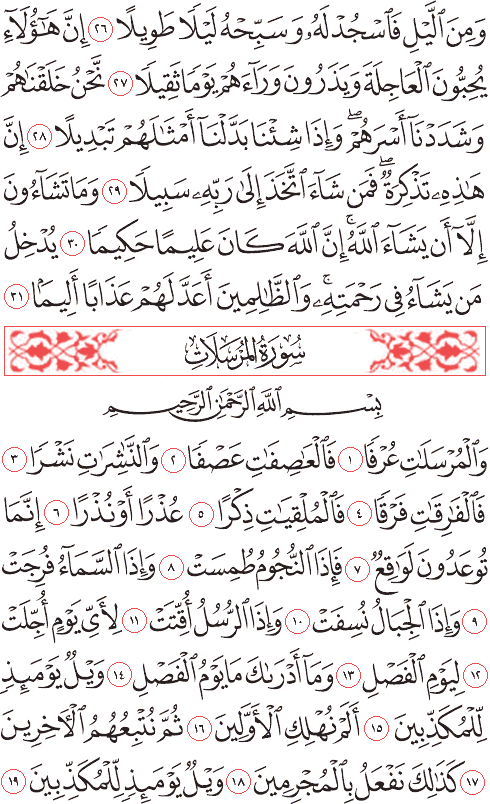 وَمِنَ ٱلَّيۡلِ فَٱسۡجُدۡ لَهُۥ وَسَبِّحۡهُ لَيۡلٗا طَوِيلًا ٢٦ إِنَّ هَٰٓؤُلَآءِ
يُحِبُّونَ ٱلۡعَاجِلَةَ وَيَذَرُونَ وَرَآءَهُمۡ يَوۡمٗا ثَقِيلٗا ٢٧ نَّحۡنُ خَلَقۡنَٰهُمۡ
وَشَدَدۡنَآ أَسۡرَهُمۡۖ وَإِذَا شِئۡنَا بَدَّلۡنَآ أَمۡثَٰلَهُمۡ تَبۡدِيلًا ٢٨ إِنَّ
هَٰذِهِۦ تَذۡكِرَةٞۖ فَمَن شَآءَ ٱتَّخَذَ إِلَىٰ رَبِّهِۦ سَبِيلٗا ٢٩ وَمَا تَشَآءُونَ
إِلَّآ أَن يَشَآءَ ٱللَّهُۚ إِنَّ ٱللَّهَ كَانَ عَلِيمًا حَكِيمٗا ٣٠ يُدۡخِلُ
مَن يَشَآءُ فِي رَحۡمَتِهِۦۚ وَٱلظَّٰلِمِينَ أَعَدَّ لَهُمۡ عَذَابًا أَلِيمَۢا ٣١
سُورَةُ المُرۡسَلَات
بِسۡمِ ٱللَّهِ ٱلرَّحۡمَٰنِ ٱلرَّحِيمِ
وَٱلۡمُرۡسَلَٰتِ عُرۡفٗا ١ فَٱلۡعَٰصِفَٰتِ عَصۡفٗا ٢ وَٱلنَّٰشِرَٰتِ نَشۡرٗا ٣
فَٱلۡفَٰرِقَٰتِ فَرۡقٗا ٤ فَٱلۡمُلۡقِيَٰتِ ذِكۡرًا ٥ عُذۡرًا أَوۡ نُذۡرًا ٦ إِنَّمَا
تُوعَدُونَ لَوَٰقِعٞ ٧ فَإِذَا ٱلنُّجُومُ طُمِسَتۡ ٨ وَإِذَا ٱلسَّمَآءُ فُرِجَتۡ
٩ وَإِذَا ٱلۡجِبَالُ نُسِفَتۡ ١٠ وَإِذَا ٱلرُّسُلُ أُقِّتَتۡ ١١ لِأَيِّ يَوۡمٍ أُجِّلَتۡ
١٢ لِيَوۡمِ ٱلۡفَصۡلِ ١٣ وَمَآ أَدۡرَىٰكَ مَا يَوۡمُ ٱلۡفَصۡلِ ١٤ وَيۡلٞ يَوۡمَئِذٖ
لِّلۡمُكَذِّبِينَ ١٥ أَلَمۡ نُهۡلِكِ ٱلۡأَوَّلِينَ ١٦ ثُمَّ نُتۡبِعُهُمُ ٱلۡأٓخِرِينَ
١٧ كَذَٰلِكَ نَفۡعَلُ بِٱلۡمُجۡرِمِينَ ١٨ وَيۡلٞ يَوۡمَئِذٖ لِّلۡمُكَذِّبِينَ ١٩